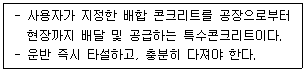 - 사용자가 지정한 배합 콘크리트를 공장으로부터
현장까지 배달 및 공급하는 특수콘크리트이다.
- 운반 즉시 타설하고, 충분히 다져야 한다.